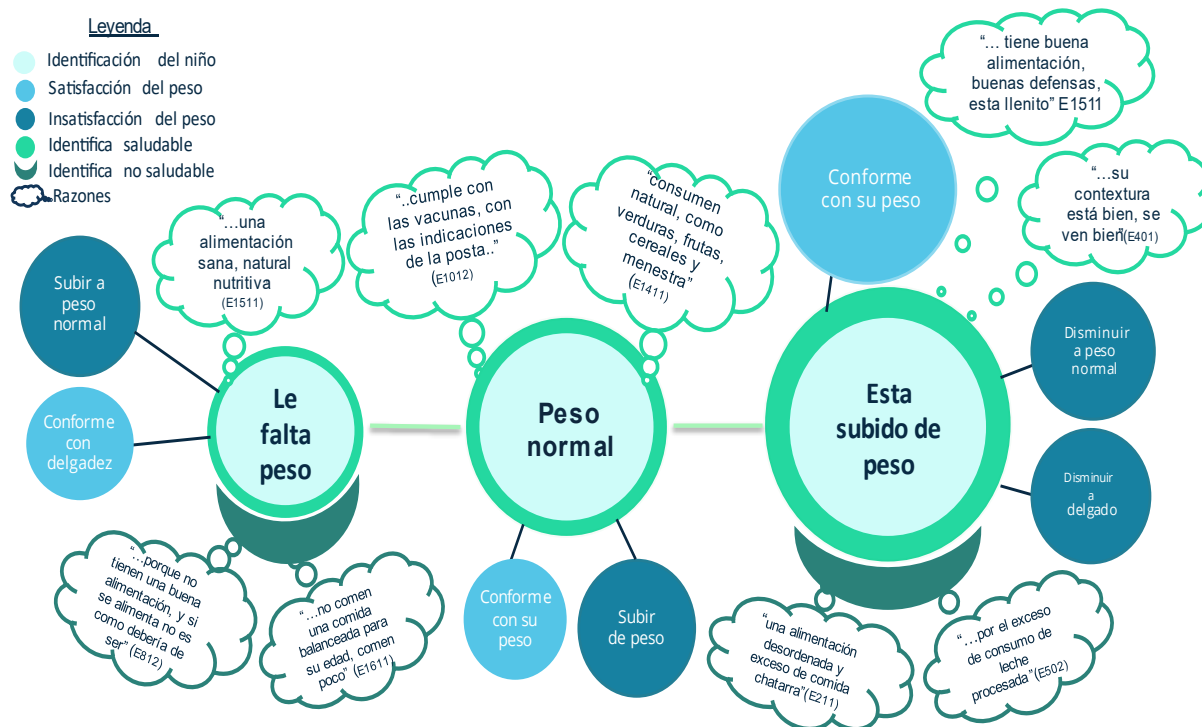 Leyenda
Identificación del niño
Satisfacción del peso
Insatisfacción del peso
Identifica saludable
Identifica no saludable
Razones
“...una
alimentación
sana, natural
nutritiva
(E1511)
“..cumple con
las vacunas, con
las indicaciones
de la posta..”
(E1012)
“consumen
natural, como
verduras, frutas,
cereales y
menestra”
(E1411)
“... tiene buena
alimentación,
buenas defensas,
esta llenito” E1511
“...su
contextura
está bien, se
ven bien”(E401)
Subir a
peso
normal
Conforme
con
delgadez
Le
falta
peso
Peso
normal
Conforme
con su peso
Esta
subido de
peso
Disminuir
a peso
normal
Disminuir
a
delgado
“...porque no
tienen una buena
alimentación, y si
se alimenta no es
como debería de
ser” (E812)
“...no comen
una comida
balanceada para
su edad, comen
poco” (E1611)
Conforme
con su
peso
Subir
de peso
“una alimentación
desordenada y
exceso de comida
chatarra”(E211)
“...por el exceso
de consumo de
leche
procesada”(E502)